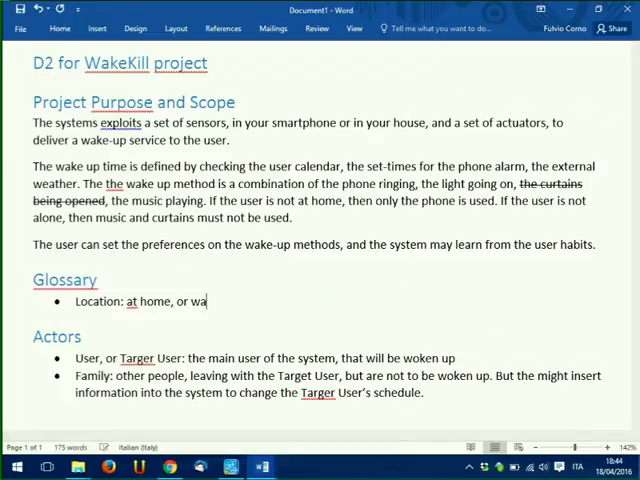 Document1 - Word
File Home Insert Design Layout References Mailings Review View Tell me what you want to do... Fulvio Corno Share
D2 for WakeKill project
Project Purpose and Scope
The systems exploits a set of sensors, in your smartphone or in your house, and a set of actuators, to
deliver a wake-up service to the user.
The wake up time is defined by checking the user calendar, the set-times for the phone alarm, the external
weather. The the wake up method is a combination of the phone ringing, the light going on, the curtains
being opened, the music playing. If the user is not at home, then only the phone is used. If the user is not
alone, then music and curtains must not be used.
The user can set the preferences on the wake-up methods, and the system may learn from the user habits.
Glossary
• Location: at home, or wa
Actors
• User, or Targer User: the main user of the system, that will be woken up
• Family: other people, leaving with the Target User, but are not to be woken up. But the might insert
information into the system to change the Targer User's schedule.
Page 1 of 1 175 words Italian (Italy) 142%
18:44
ITA
18/04/2016